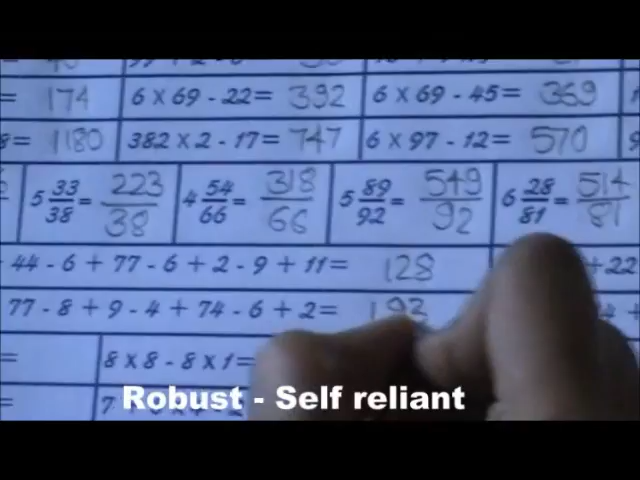 = 174 6 X 69 - 22= 392 6 X 69 - 45= 369
8= 1180 382 X 2 - 17= 747 6 X 97 - 12= 570
5 33/38= 223/38 4 54/66= 318/66 5 89/92= 549/92 6 28/81= 514/81
44 - 6 + 77 - 6 + 2 - 9 + 11= 128 +22
77 - 8 + 9 - 4 + 74 - 6 + 2=
= 8 X 8 - 8 X 1=
Robust - Self reliant